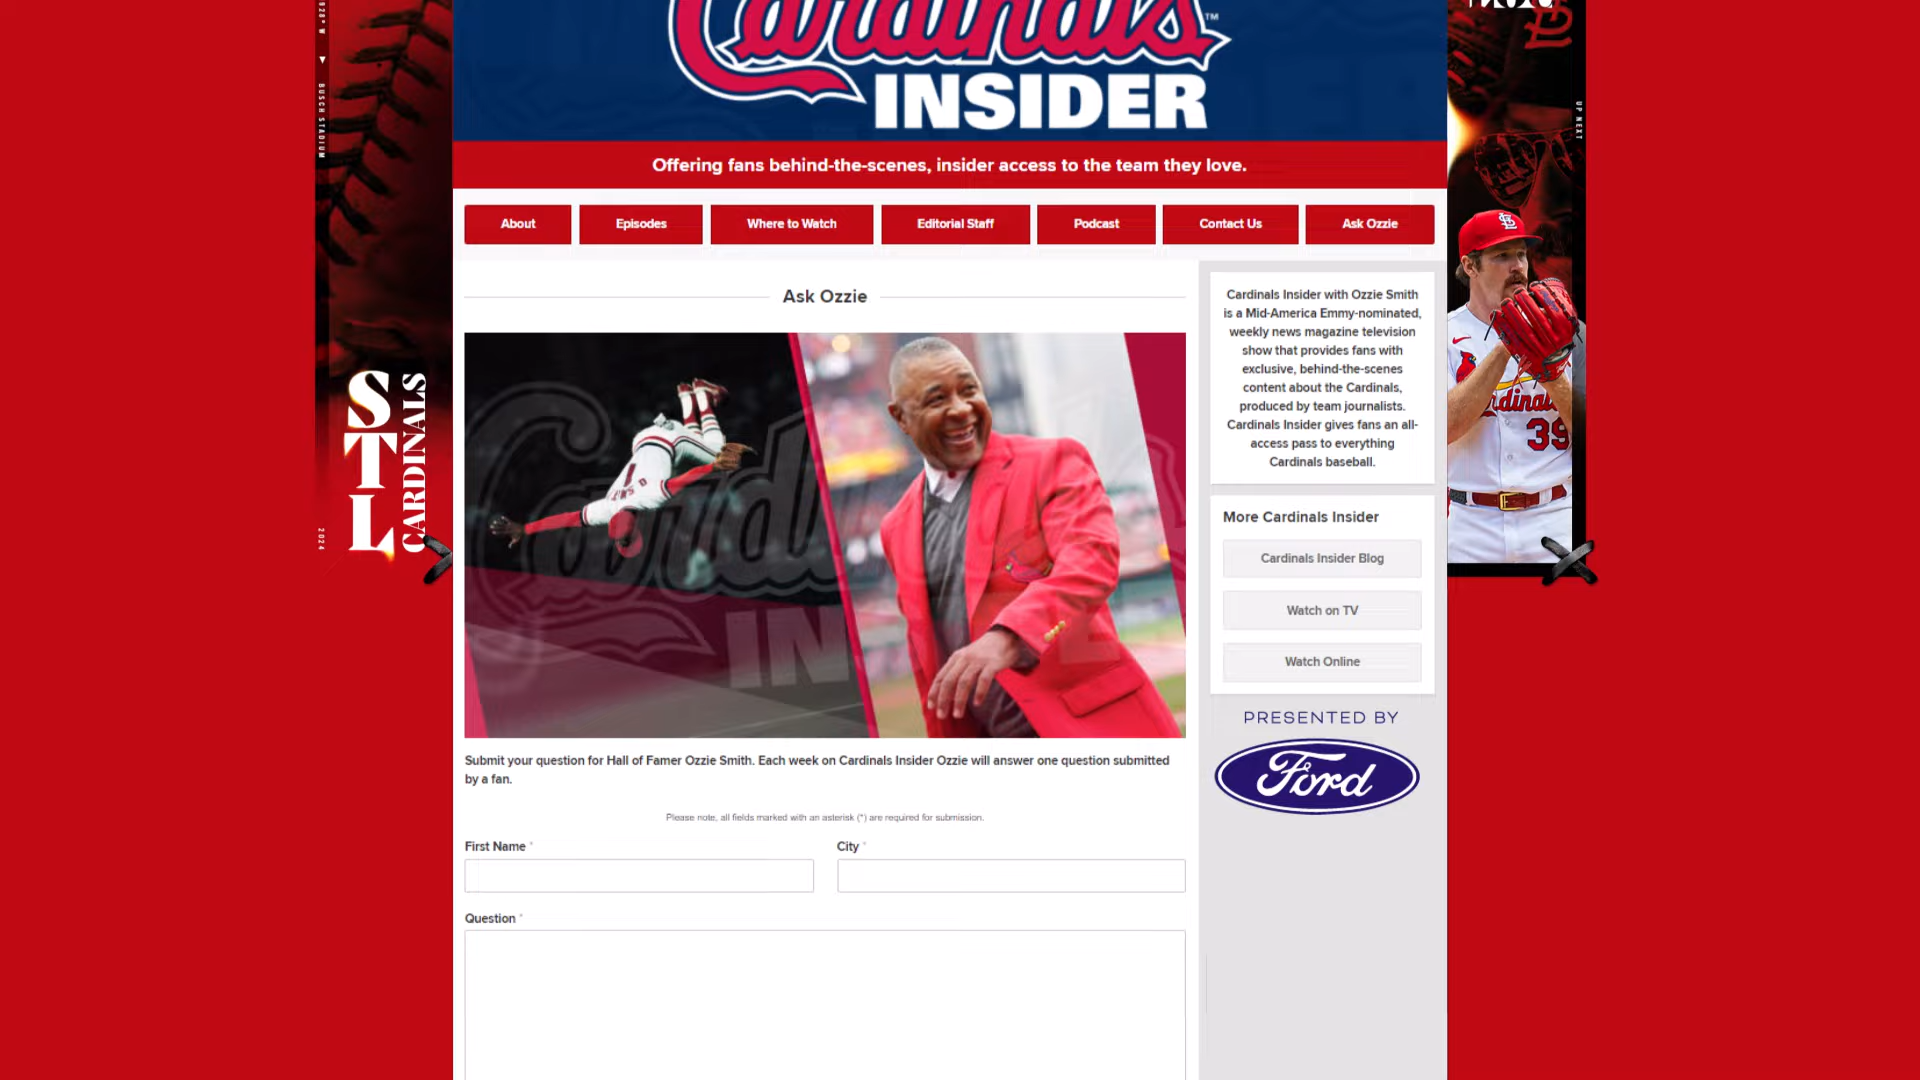 Cardinals
INSIDER
Offering fans behind-the-scenes, insider access to the team they love.
About
Episodes
Where to Watch
Editorial Staff
Podcast
Contact Us
Ask Ozzie
Ask Ozzie
Submit your question for Hall of Famer Ozzie Smith. Each week on Cardinals Insider Ozzie will answer one question submitted
by a fan.
Please note, all fields marked with an asterisk (*) are required for submission.
First Name *
City *
Question *
Cardinals Insider with Ozzie Smith
is a Mid-America Emmy-nominated,
weekly news magazine television
show that provides fans with
exclusive, behind-the-scenes
content about the Cardinals,
produced by team journalists.
Cardinals Insider gives fans an all-
access pass to everything
Cardinals baseball.
More Cardinals Insider
Cardinals Insider Blog
Watch on TV
Watch Online
PRESENTED BY
Ford
BUSCH STADIUM
STL
CARDINALS
2024
UP NEXT
Cardinals
39